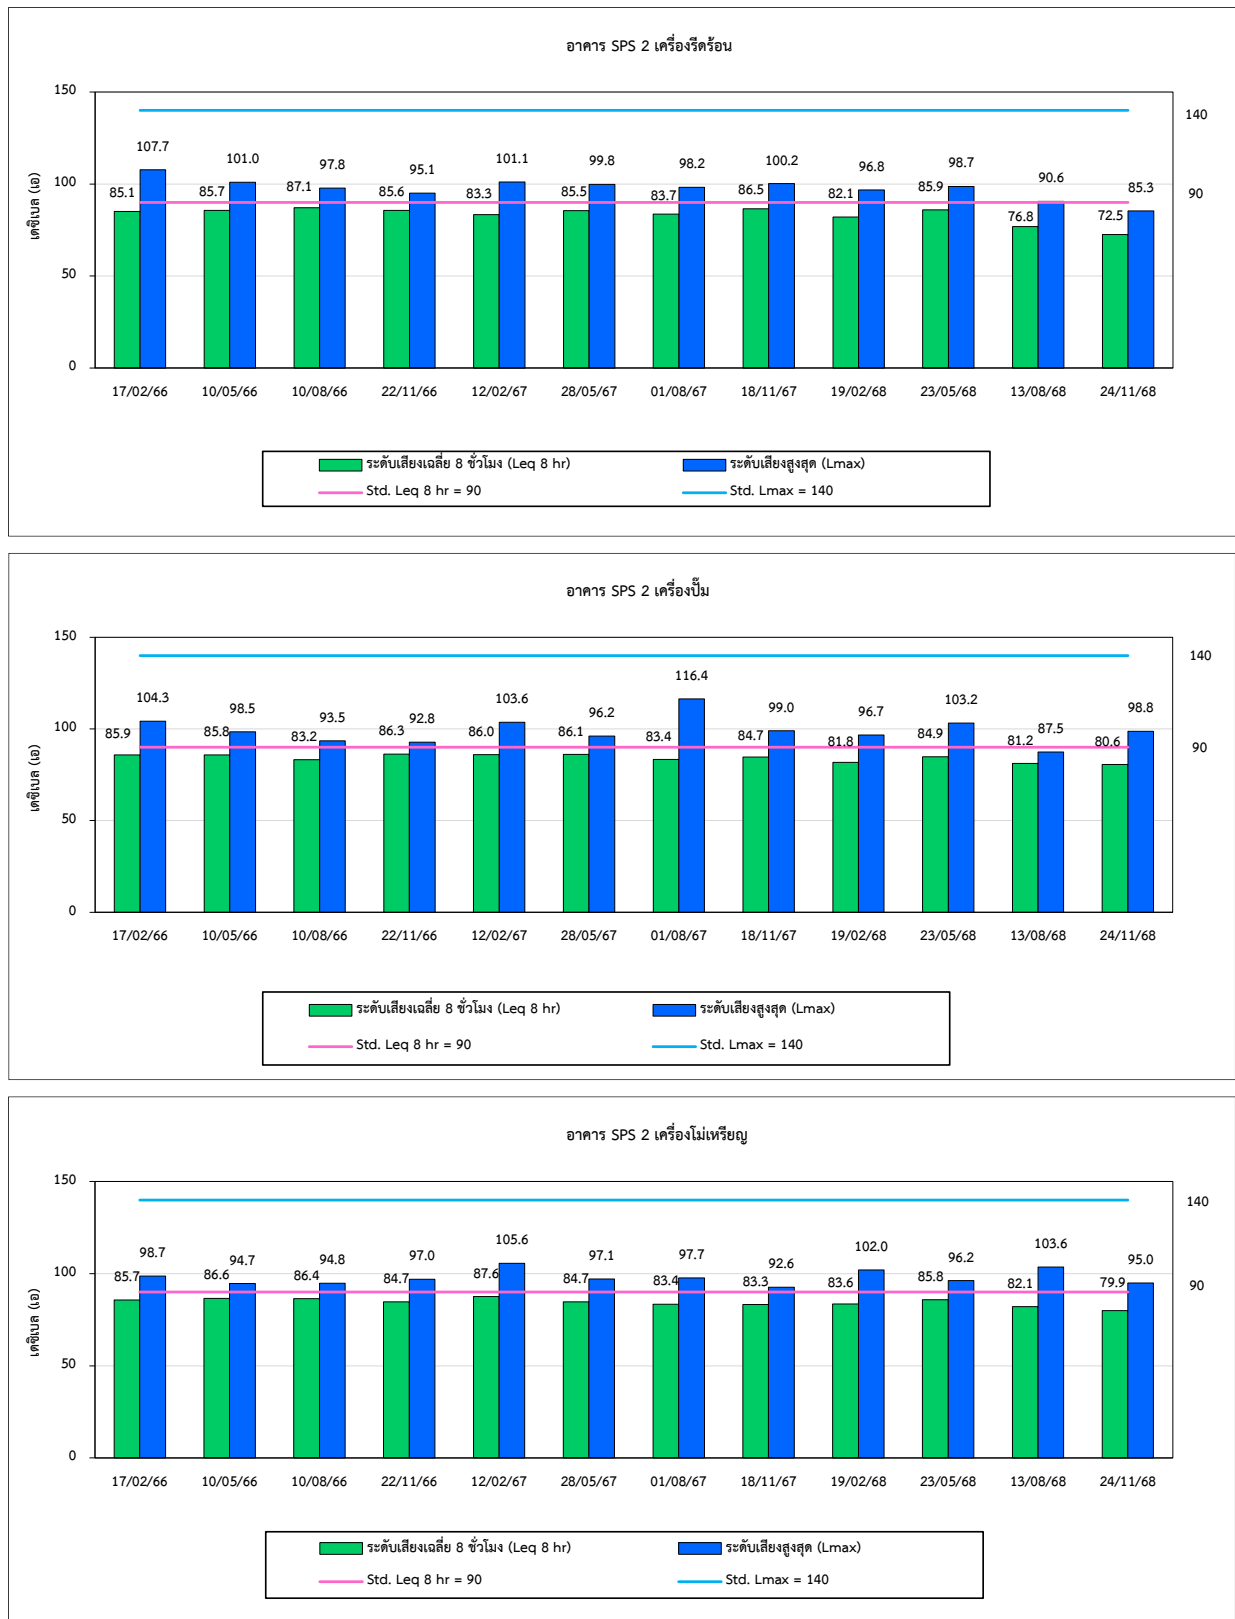 อาคาร SPS 2 เครื่องรีดร้อน
150
140
107.7 101.0 97.8 95.1 101.1 99.8 98.2 100.2 96.8 98.7 90.6 85.3
100
85.1 85.7 87.1 85.6 83.3 85.5 83.7 86.5 82.1 85.9 76.8 72.5
90
เดซิเบล (เอ)
50
0
17/02/66 10/05/66 10/08/66 22/11/66 12/02/67 28/05/67 01/08/67 18/11/67 19/02/68 23/05/68 13/08/68 24/11/68
ระดับเสียงเฉลี่ย 8 ชั่วโมง (Leq 8 hr) ระดับเสียงสูงสุด (Lmax)
Std. Leq 8 hr = 90 Std. Lmax = 140
อาคาร SPS 2 เครื่องปั๊ม
150
140
104.3 98.5 93.5 92.8 103.6 96.2 116.4 99.0 96.7 103.2 87.5 98.8
100
85.9 85.8 83.2 86.3 86.0 86.1 83.4 84.7 81.8 84.9 81.2 80.6
90
เดซิเบล (เอ)
50
0
17/02/66 10/05/66 10/08/66 22/11/66 12/02/67 28/05/67 01/08/67 18/11/67 19/02/68 23/05/68 13/08/68 24/11/68
ระดับเสียงเฉลี่ย 8 ชั่วโมง (Leq 8 hr) ระดับเสียงสูงสุด (Lmax)
Std. Leq 8 hr = 90 Std. Lmax = 140
อาคาร SPS 2 เครื่องโม่เหรียญ
150
140
98.7 94.7 94.8 97.0 105.6 97.1 97.7 92.6 102.0 96.2 103.6 95.0
100
85.7 86.6 86.4 84.7 87.6 84.7 83.4 83.3 83.6 85.8 82.1 79.9
90
เดซิเบล (เอ)
50
0
17/02/66 10/05/66 10/08/66 22/11/66 12/02/67 28/05/67 01/08/67 18/11/67 19/02/68 23/05/68 13/08/68 24/11/68
ระดับเสียงเฉลี่ย 8 ชั่วโมง (Leq 8 hr) ระดับเสียงสูงสุด (Lmax)
Std. Leq 8 hr = 90 Std. Lmax = 140